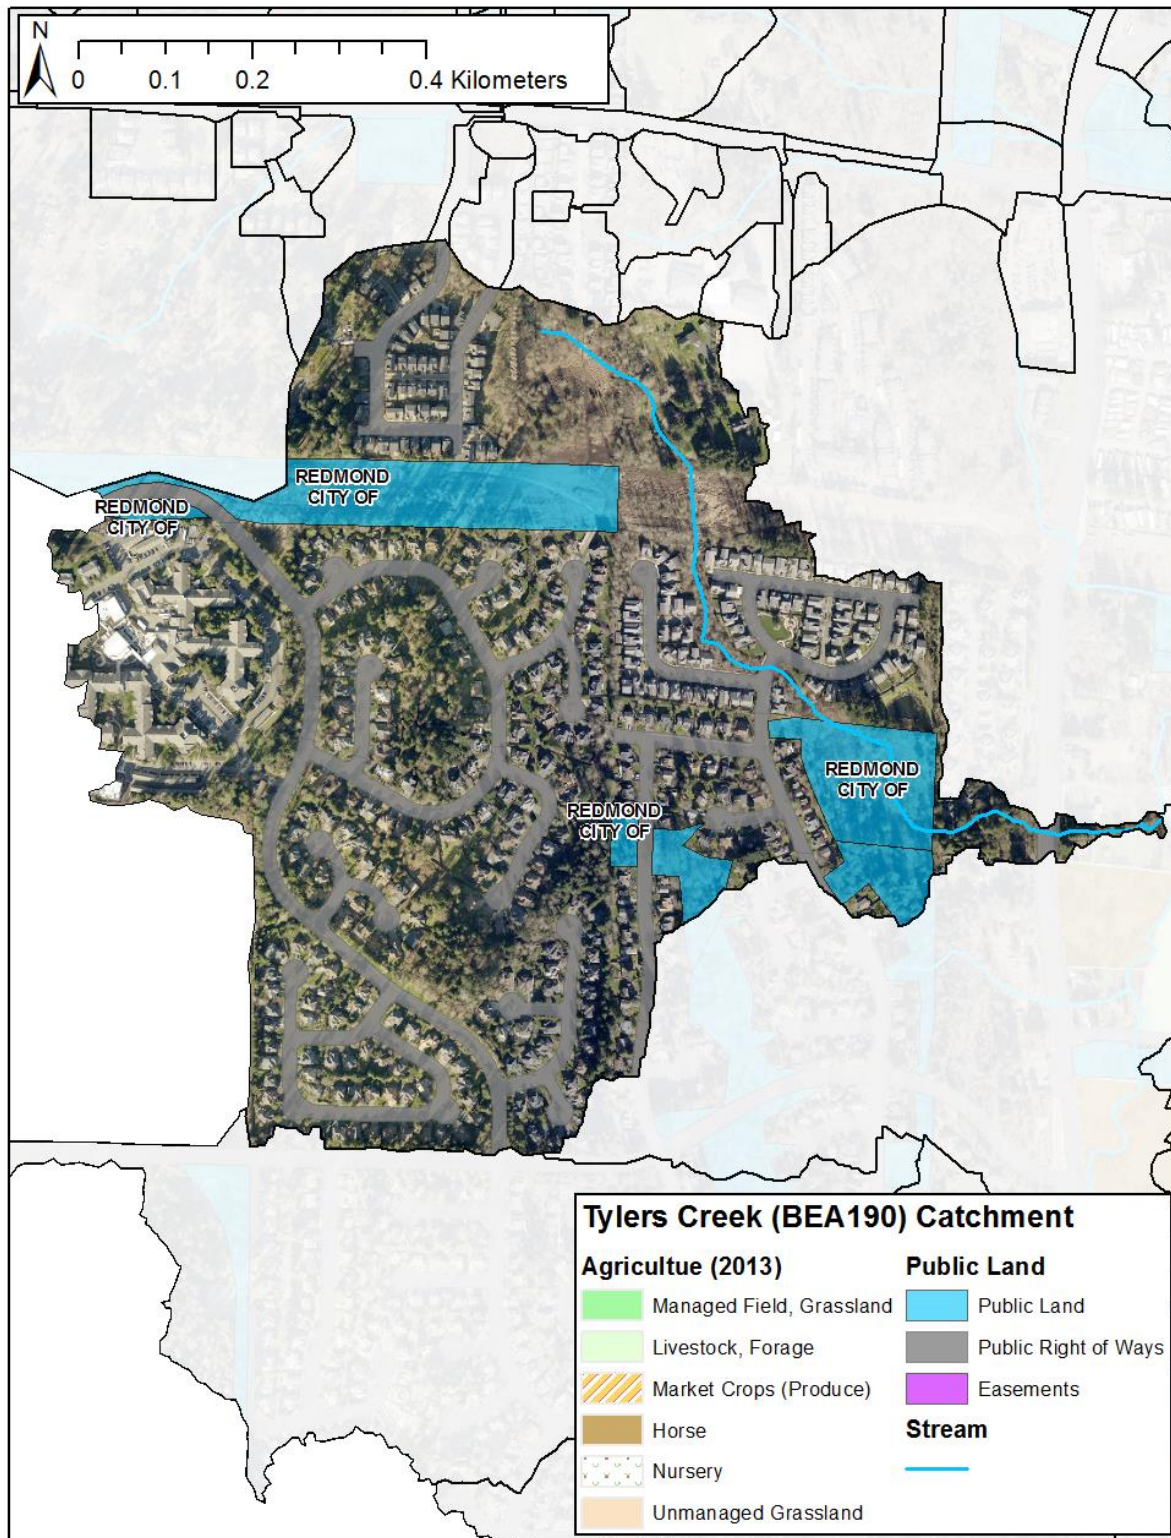 N
0 0.1 0.2 0.4 Kilometers
REDMOND
CITY OF
REDMOND
CITY OF
REDMOND
CITY OF
REDMOND
CITY OF
Tylers Creek (BEA190) Catchment
Agricultue (2013)
Managed Field, Grassland
Livestock, Forage
Market Crops (Produce)
Horse
Nursery
Unmanaged Grassland
Public Land
Public Land
Public Right of Ways
Easements
Stream